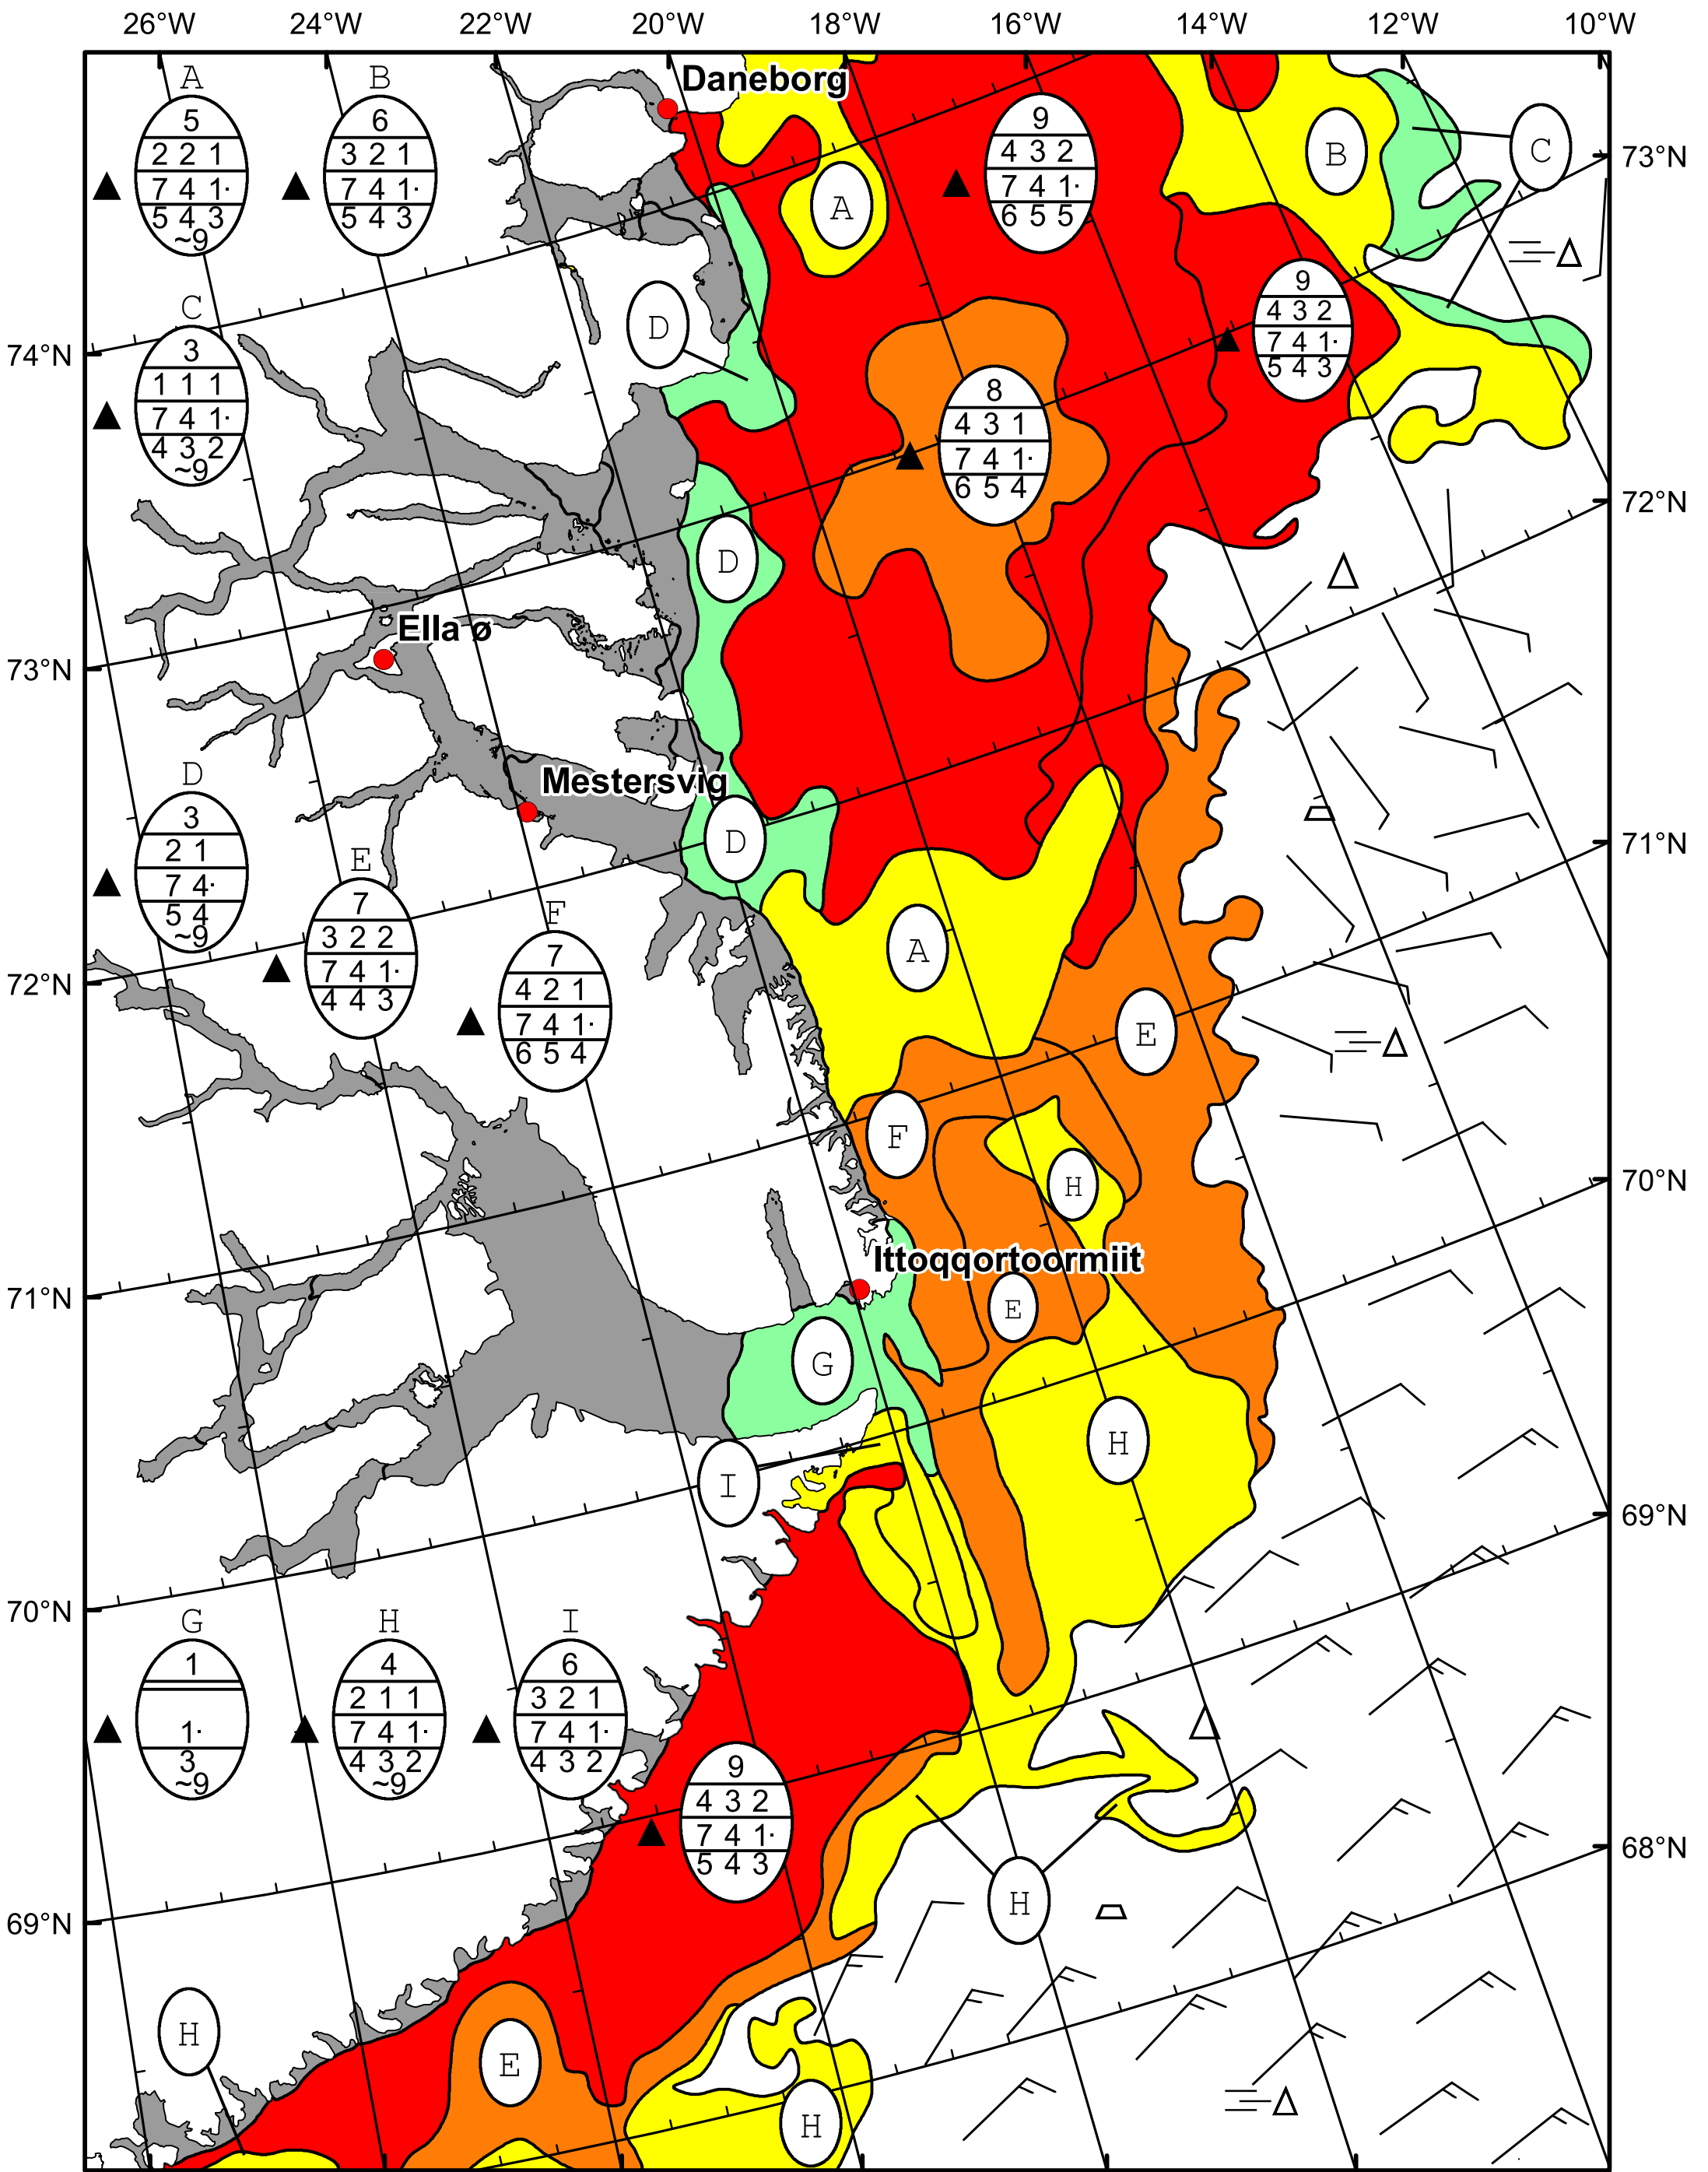 26°W 24°W 22°W 20°W 18°W 16°W 14°W 12°W 10°W
Daneborg
A
5
2 2 1
7 4 1·
5 4 3
~9
B
6
3 2 1
7 4 1·
5 4 3
9
4 3 2
7 4 1·
6 5 5
A
B
C
73°N
C
3
1 1 1
7 4 1·
4 3 2
~9
D
9
4 3 2
7 4 1·
5 4 3
74°N
8
4 3 1
7 4 1·
6 5 4
72°N
D
Ella ø
73°N
Mestersvig
D
3
2 1
7 4·
5 4
~9
D
71°N
E
7
3 2 2
7 4 1·
4 4 3
F
7
4 2 1
7 4 1·
6 5 4
A
72°N
E
F
H
70°N
Ittoqqortoormiit
71°N
E
G
H
I
69°N
70°N
G
1
1·
3
~9
H
4
2 1 1
7 4 1·
4 3 2
~9
I
6
3 2 1
7 4 1·
4 3 2
9
4 3 2
7 4 1·
5 4 3
68°N
H
69°N
H
E
H